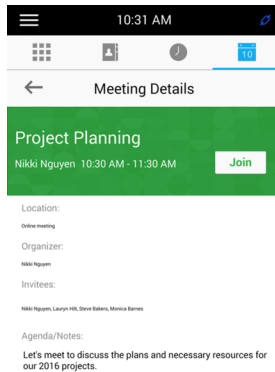 10:31 AM
10
Meeting Details
Project Planning
Nikki Nguyen 10:30 AM - 11:30 AM
Join
Location:
Online meeting
Organizer:
Nikki Nguyen
Invitees:
Nikki Nguyen, Lauryn Hill, Steve Bakers, Monica Barnes
Agenda/Notes:
Let's meet to discuss the plans and necessary resources for
our 2016 projects.